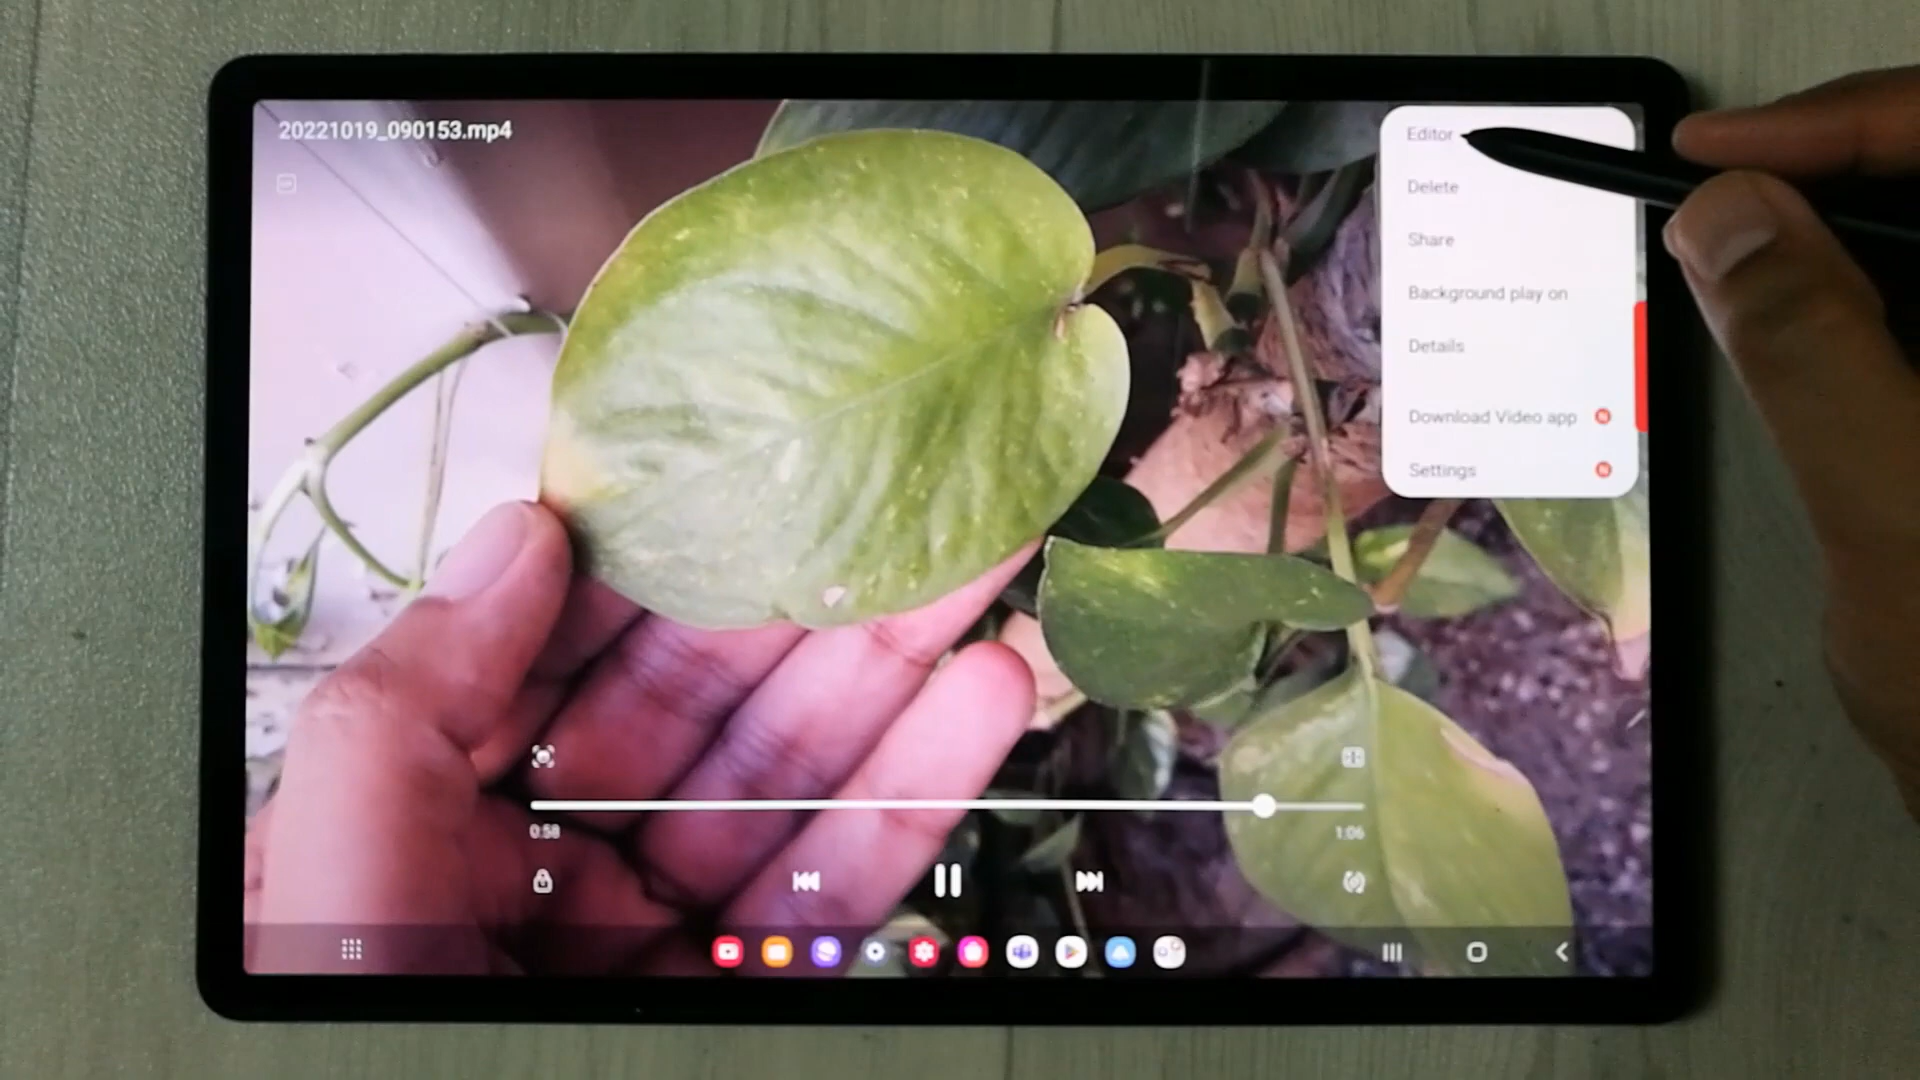 20221019_090153.mp4
Editor
Delete
Share
Background play on
Details
Download Video app N
Settings N
0:58
1:06